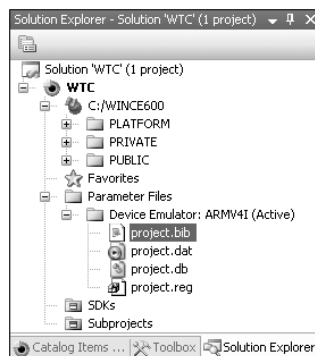 Solution Explorer - Solution 'WTC' (1 project)
Solution 'WTC' (1 project)
WTC
C:/WINCE600
PLATFORM
PRIVATE
PUBLIC
Favorites
Parameter Files
Device Emulator: ARMV4I (Active)
project.bib
project.dat
project.db
project.reg
SDKs
Subprojects
Catalog Items ... Toolbox Solution Explorer